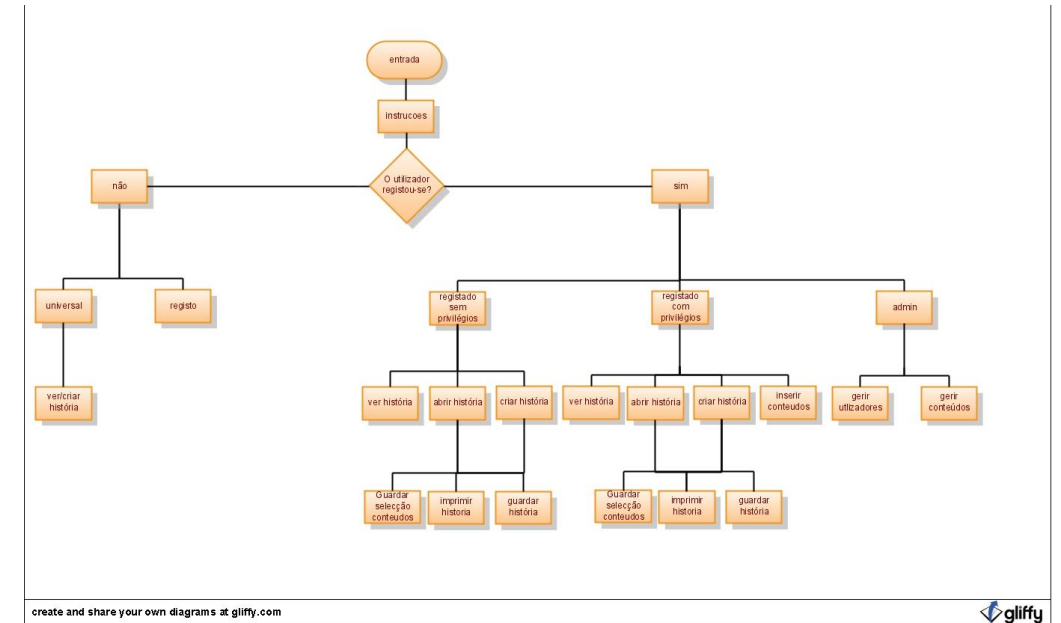 entrada
instrucoes
O utilizador
registou-se?
não
sim
universal
registo
registado
sem
privilégios
registado
com
privilégios
admin
ver/criar
história
ver história
abrir história
criar história
ver história
abrir história
criar história
inserir
conteudos
gerir
utlizadores
gerir
conteúdos
Guardar
selecção
conteudos
imprimir
historia
guardar
história
Guardar
selecção
conteudos
imprimir
historia
guardar
história
create and share your own diagrams at gliffy.com
gliffy